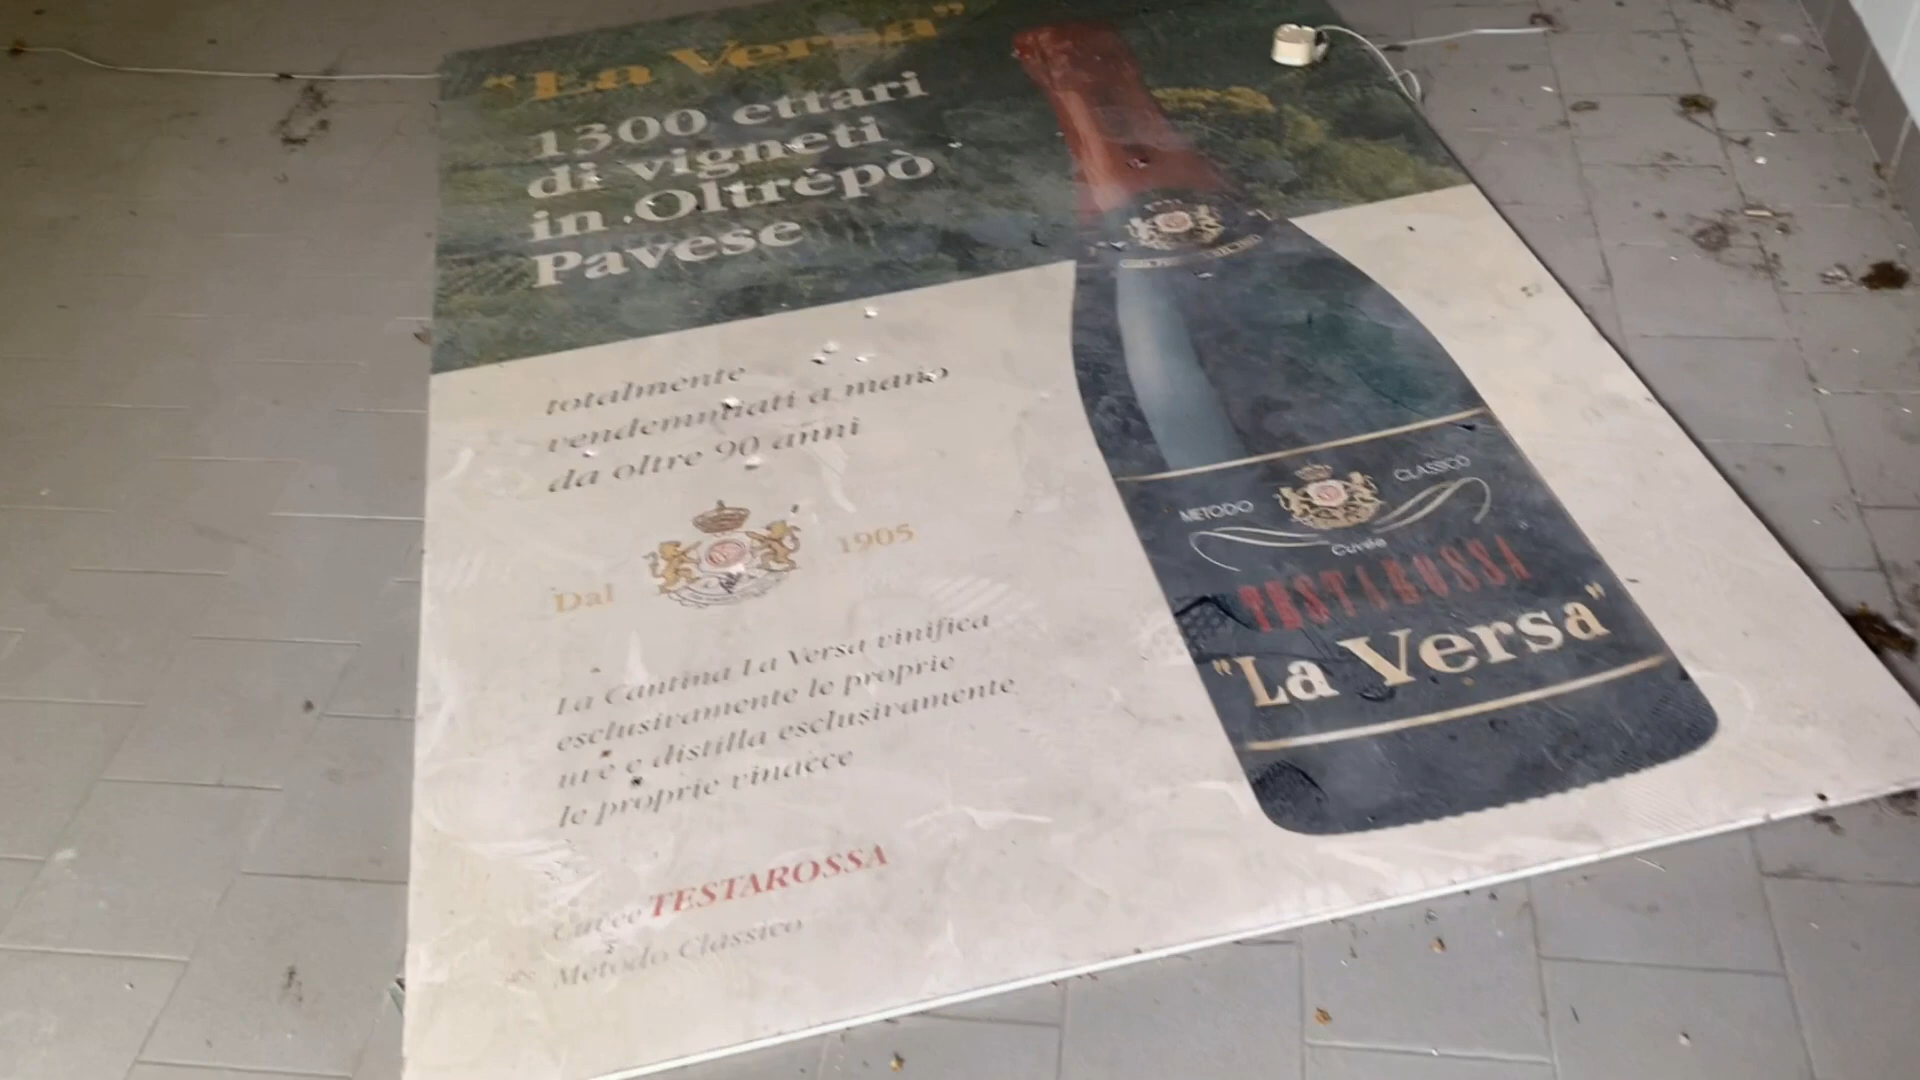 "La Versa"
1300 ettari
di vigneti
in Oltrepò
Pavese
totalmente
vendemmiati a mano
da oltre 90 anni
Dal 1905
La Cantina La Versa vinifica
esclusivamente le proprie
uve e distilla esclusivamente
le proprie vinacce
Cuvée TESTAROSSA
Metodo Classico
METODO CLASSICO
Cuvée
TESTAROSSA
"La Versa"